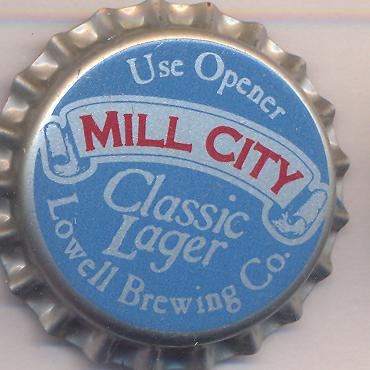 Use Opener
MILL CITY
Classic
Lager
Lowell Brewing Co.